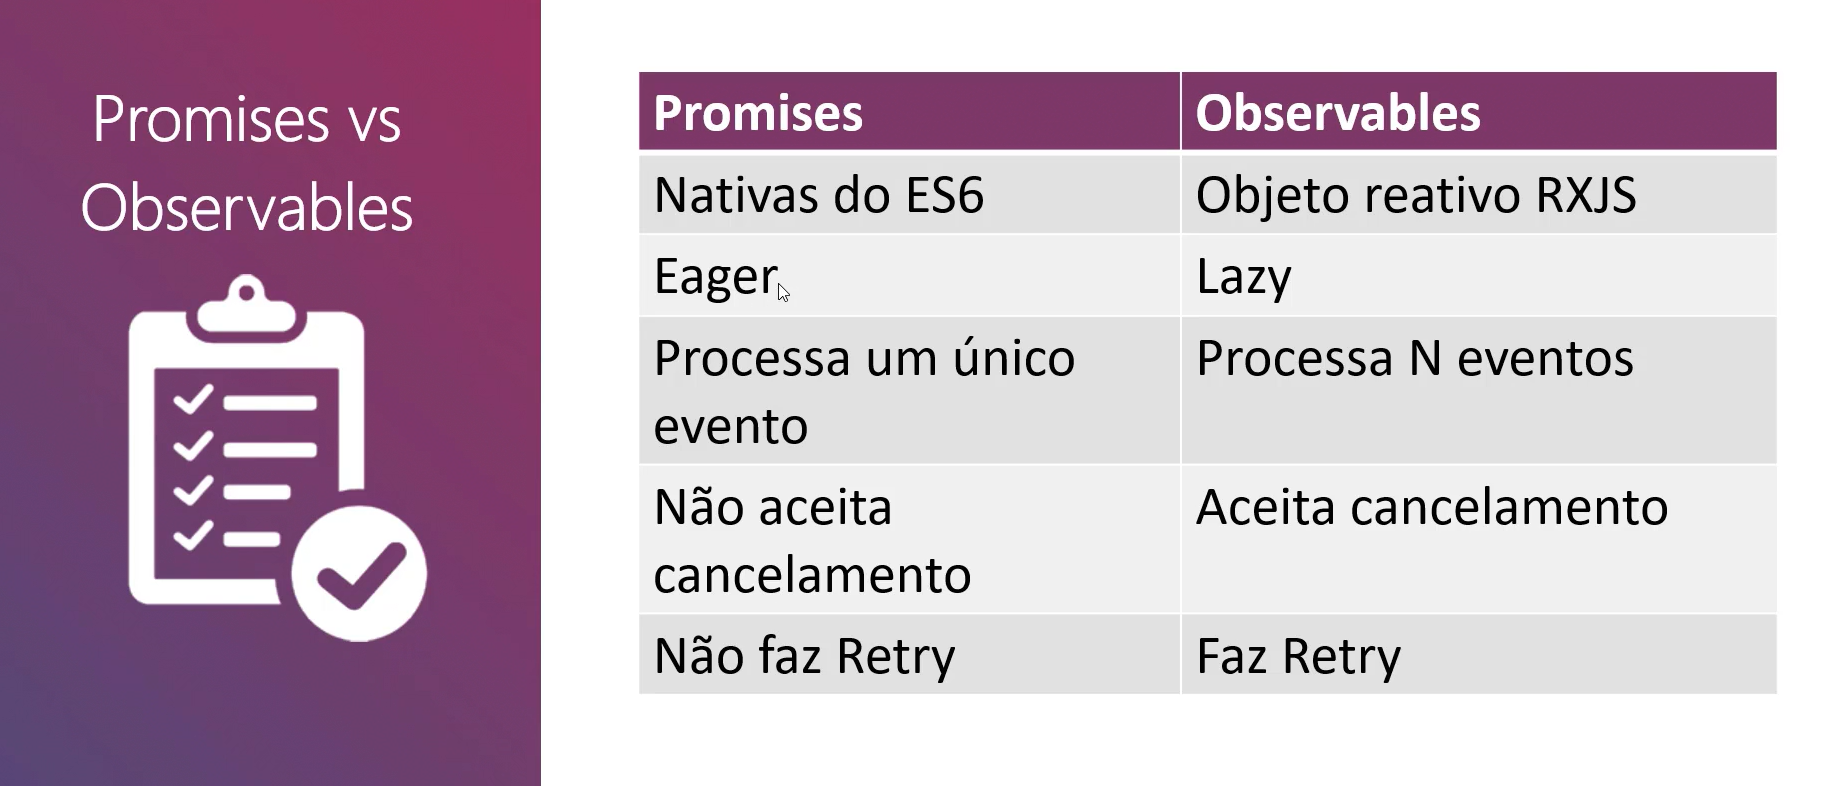 Promises vs
Observables
Promises
Observables
Nativas do ES6
Objeto reativo RXJS
Eager
Lazy
Processa um único
evento
Processa N eventos
Não aceita
cancelamento
Aceita cancelamento
Não faz Retry
Faz Retry